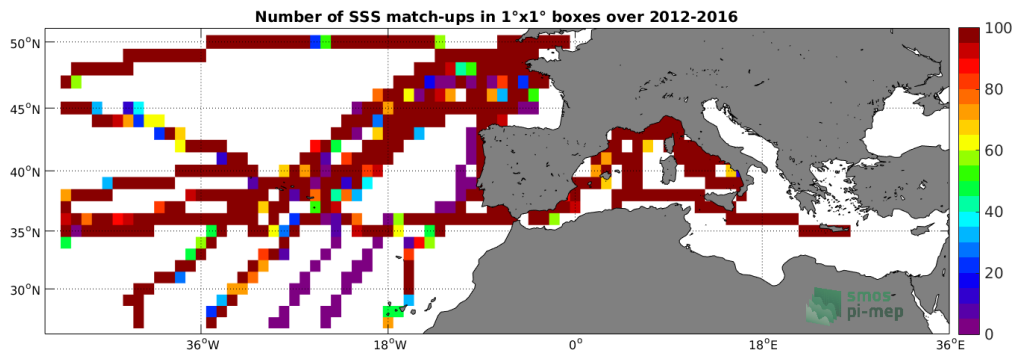 Number of SSS match-ups in 1°x1° boxes over 2012-2016
50°N
45°N
40°N
35°N
30°N
36°W
18°W
0°
18°E
36°E
100
80
60
40
20
0
smos
pi-mep